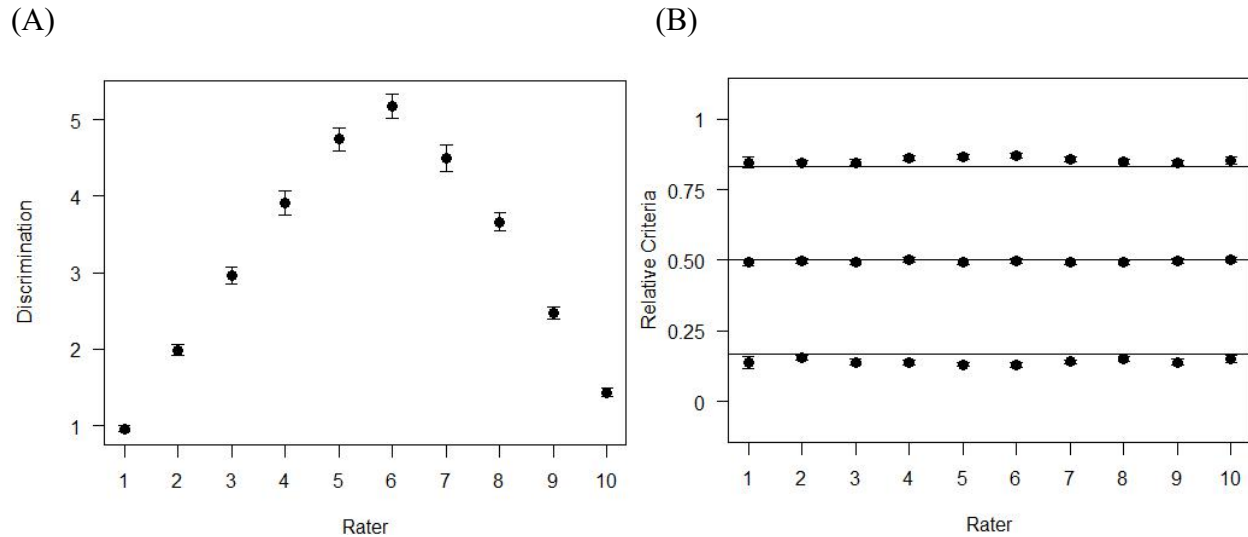 (A)
(B)
Discrimination
5
4
3
2
1
1 2 3 4 5 6 7 8 9 10
Rater
Relative Criteria
1
0.75
0.50
0.25
0
1 2 3 4 5 6 7 8 9 10
Rater